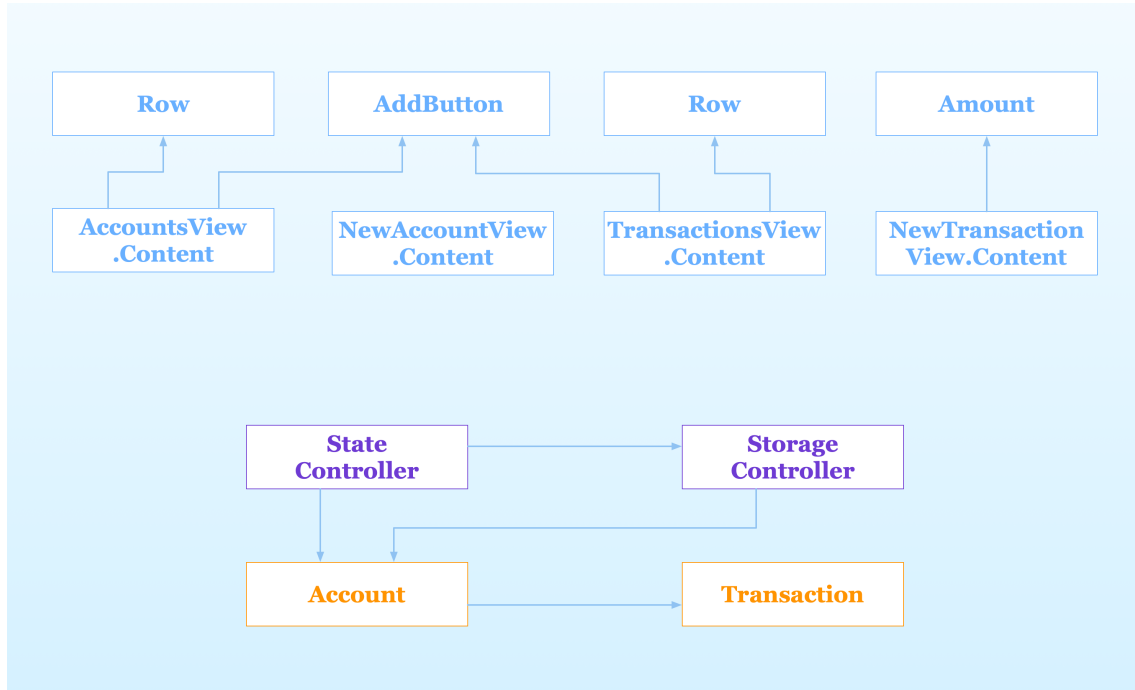 Row
AddButton
Row
Amount
AccountsView
.Content
NewAccountView
.Content
TransactionsView
.Content
NewTransaction
View.Content
State
Controller
Storage
Controller
Account
Transaction